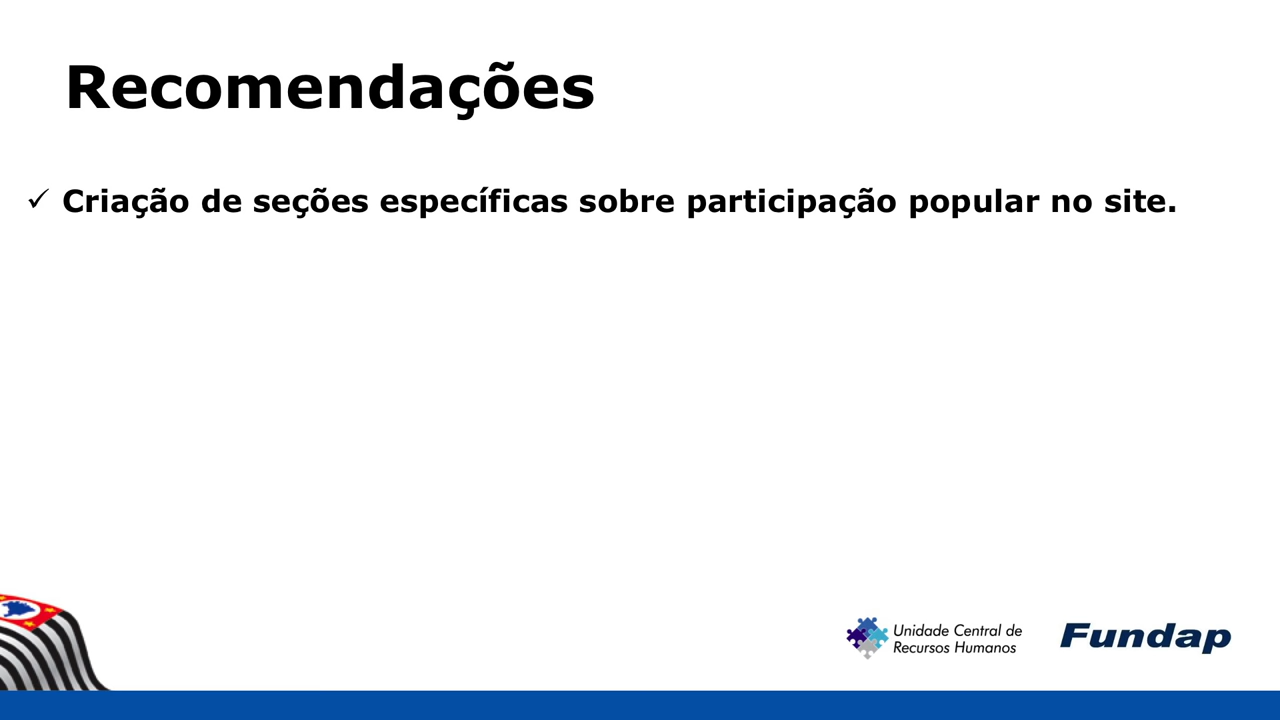 Recomendações
✓ Criação de seções específicas sobre participação popular no site.
Unidade Central de
Recursos Humanos
Fundap